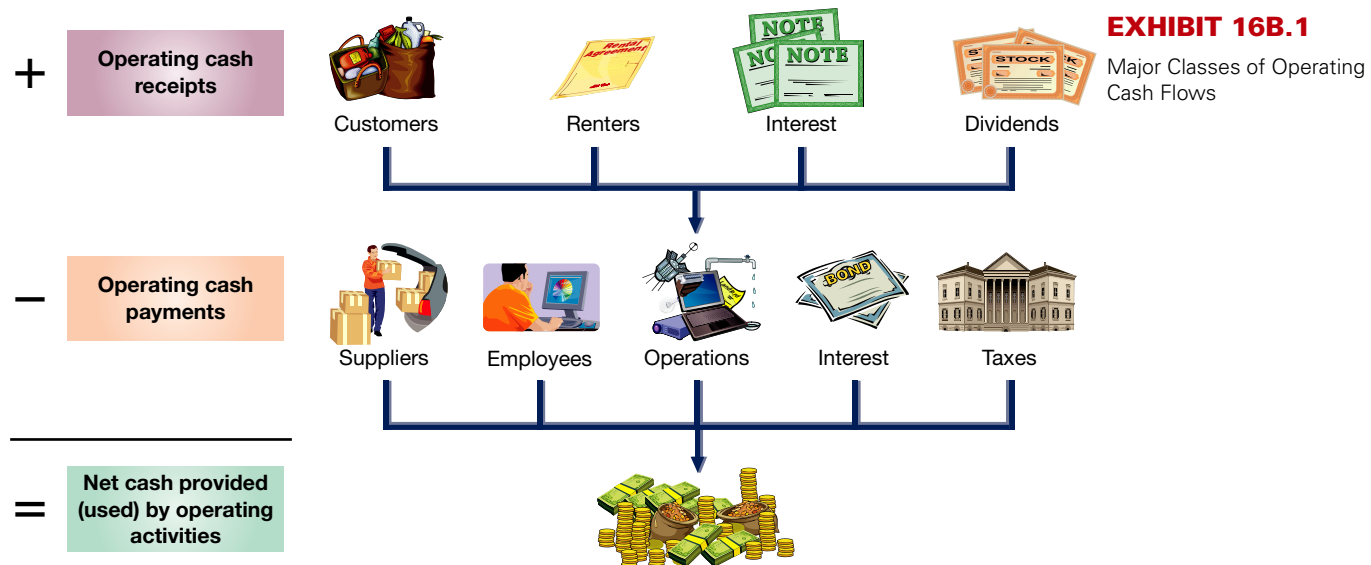 EXHIBIT 16B.1
Major Classes of Operating
Cash Flows
+
Operating cash
receipts
Rental
Agreement
NOTE
NOTE
STOCK
Customers
Renters
Interest
Dividends
−
Operating cash
payments
BOND
Suppliers
Employees
Operations
Interest
Taxes
=
Net cash provided
(used) by operating
activities